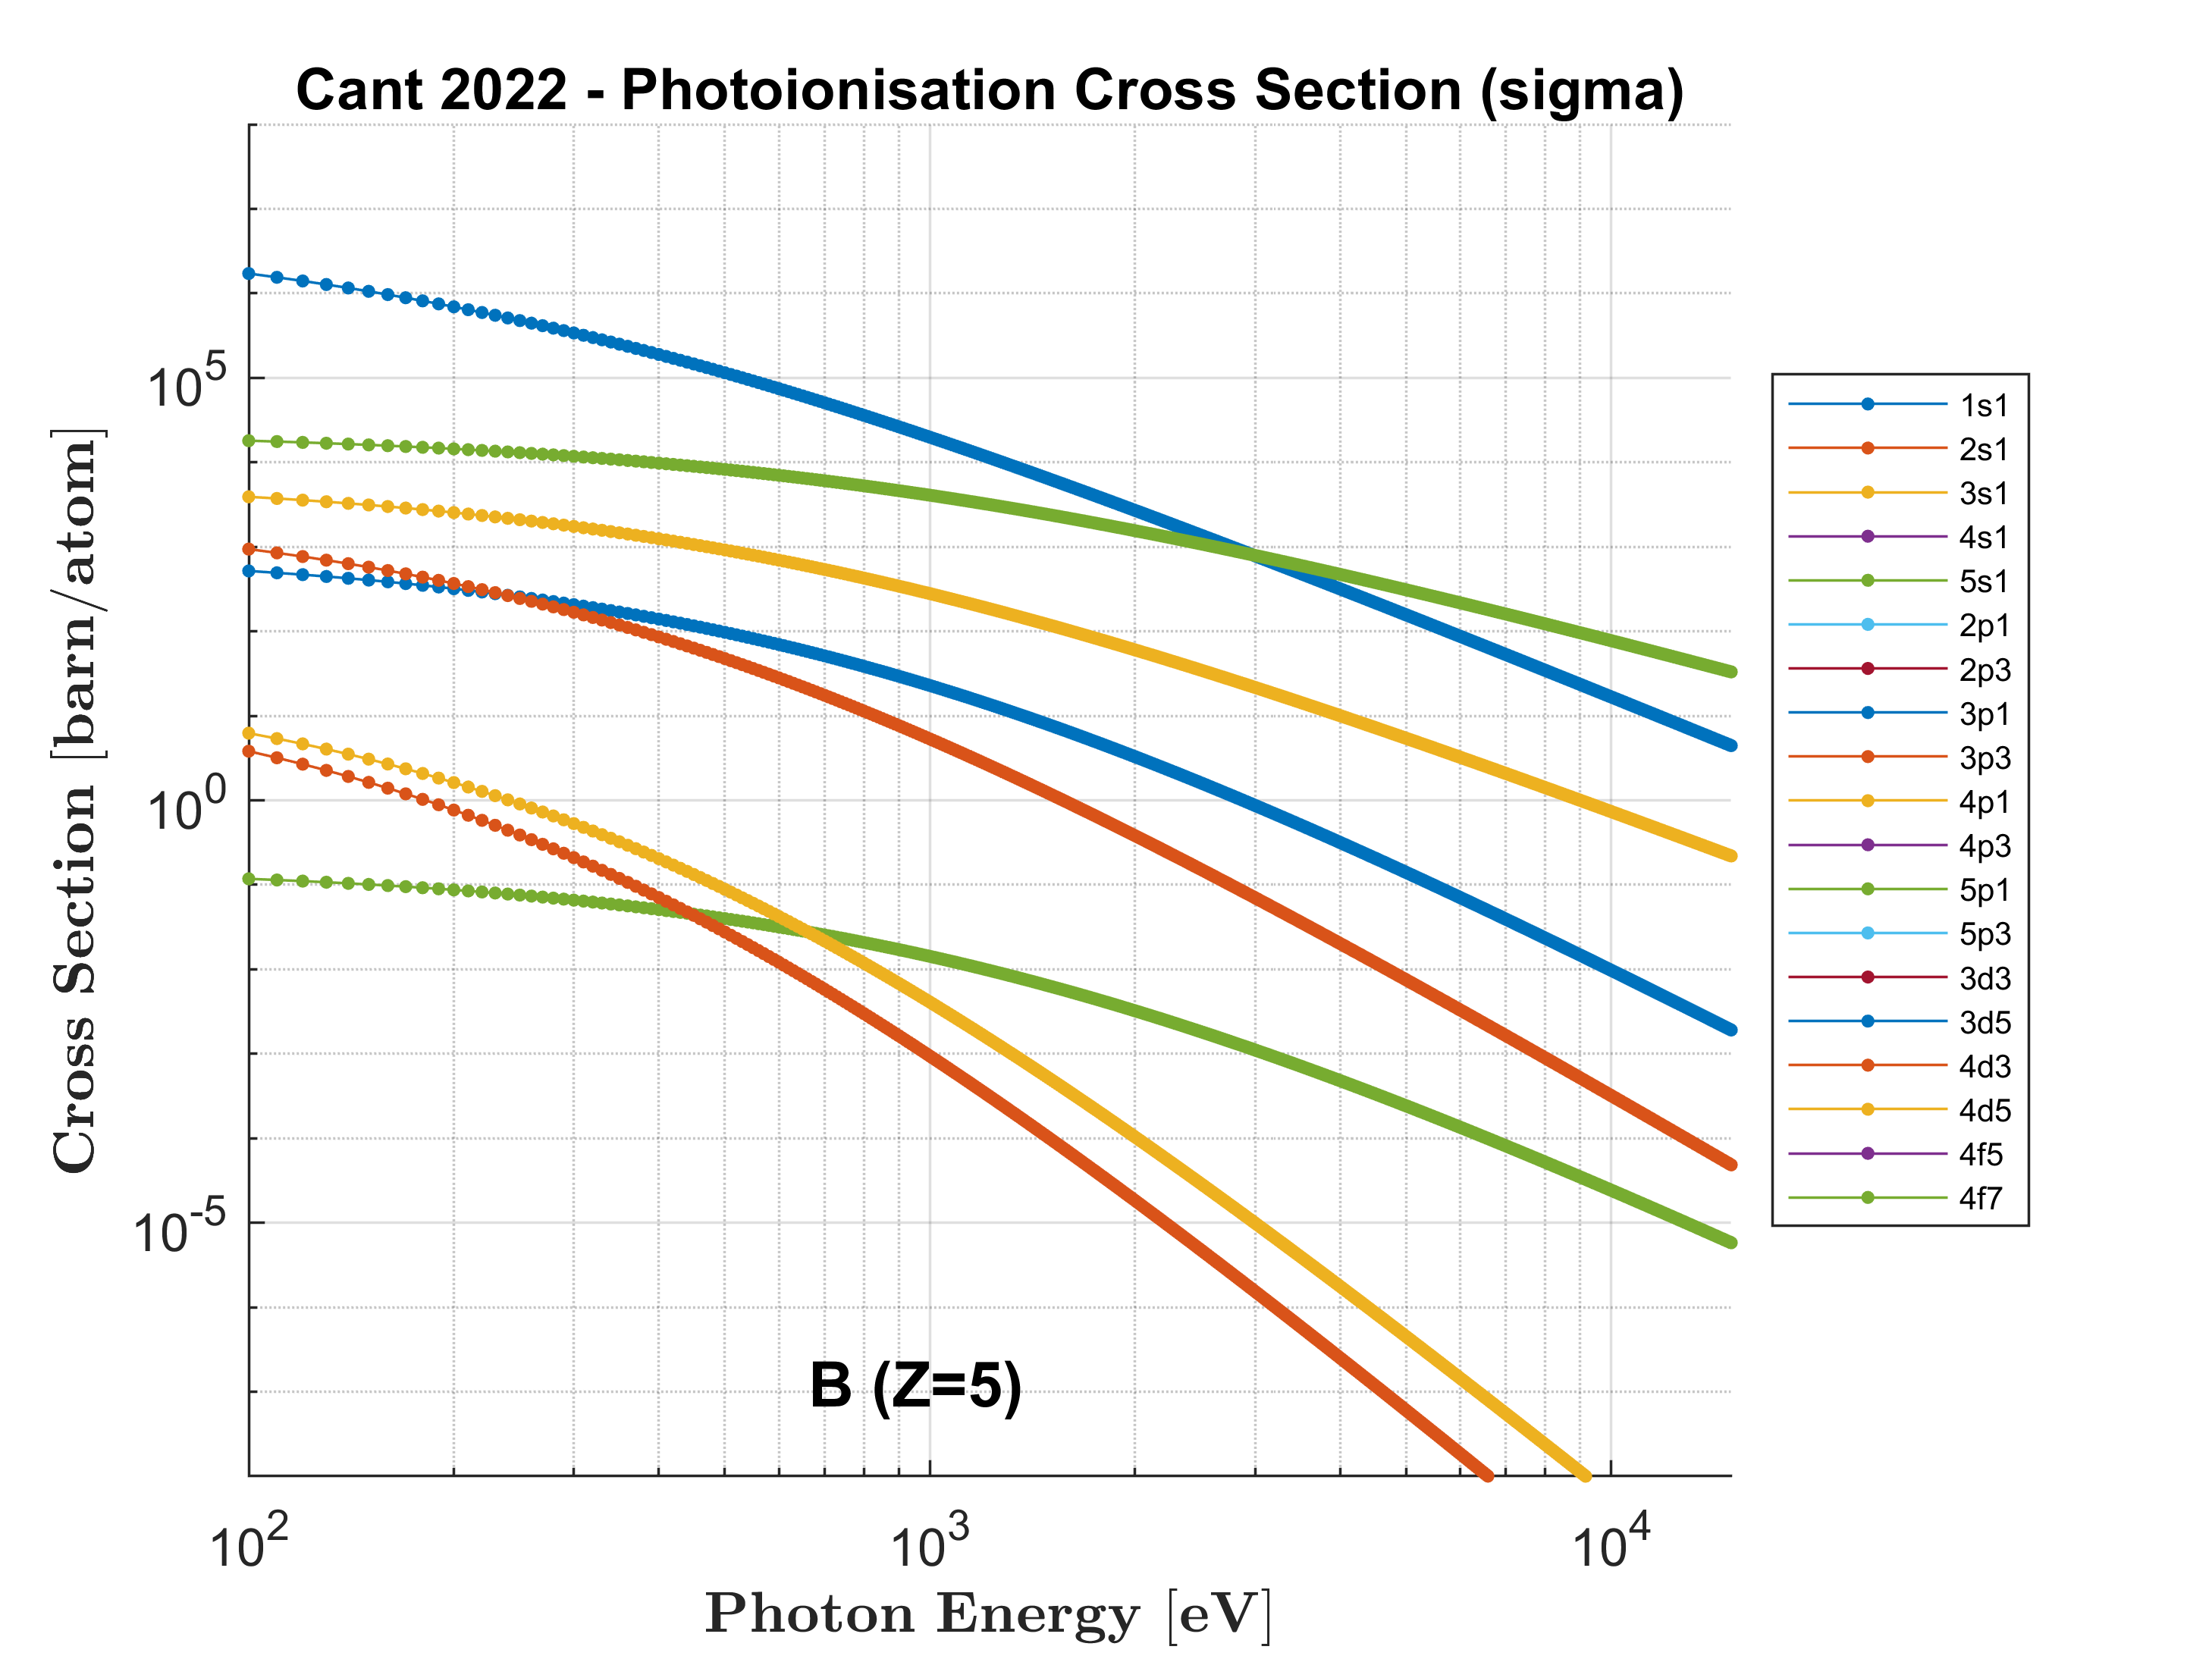 Cant 2022 - Photoionisation Cross Section (sigma)
Cross Section [barn/atom]
10^5
10^0
10^-5
B (Z=5)
10^2
10^3
10^4
Photon Energy [eV]
1s1
2s1
3s1
4s1
5s1
2p1
2p3
3p1
3p3
4p1
4p3
5p1
5p3
3d3
3d5
4d3
4d5
4f5
4f7